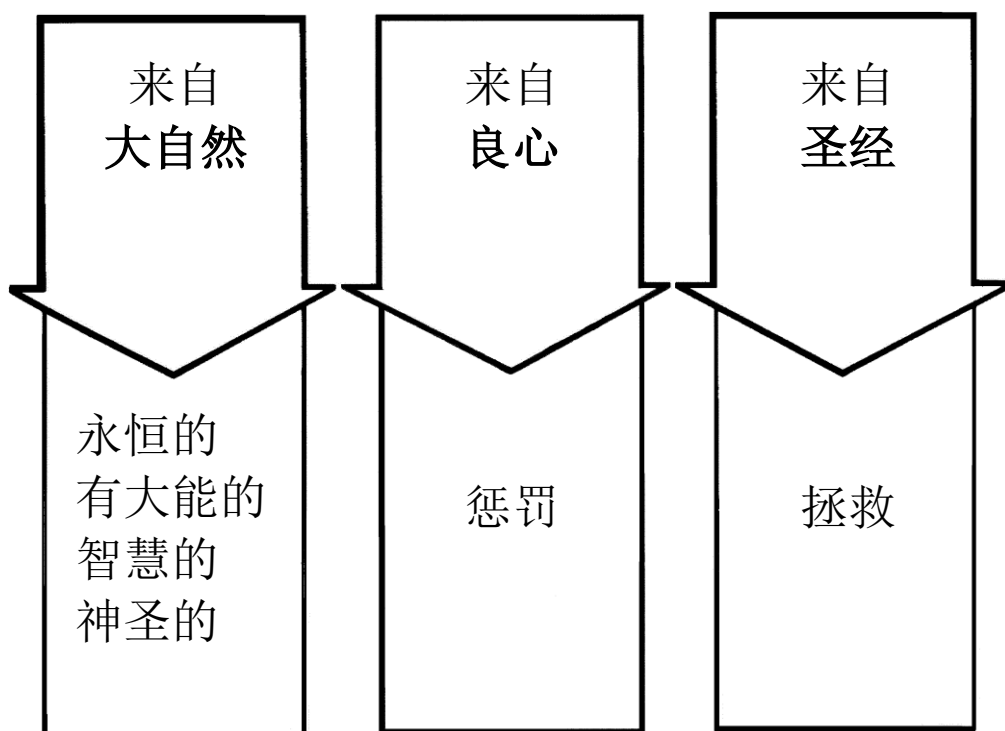 来自
大自然
永恒的
有大能的
智慧的
神圣的
来自
良心
惩罚
来自
圣经
拯救